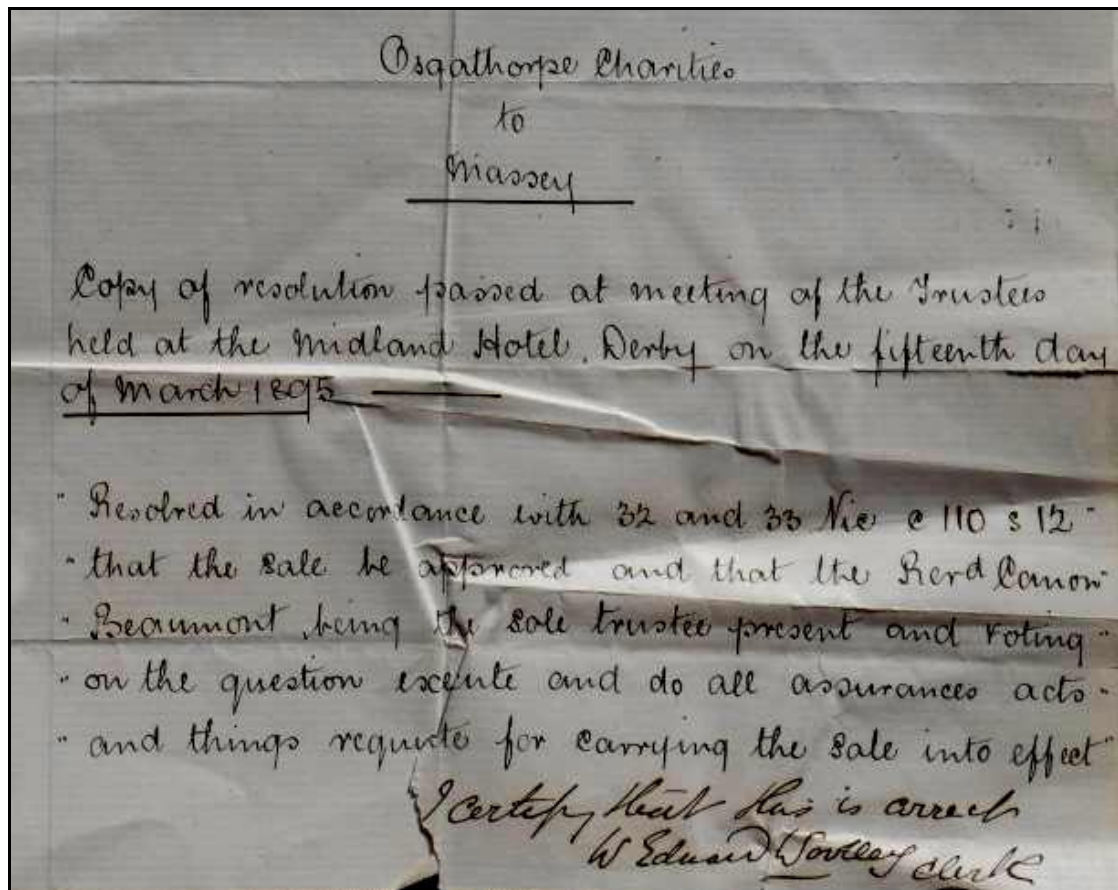 Osgathorpe Charities
to
Massey
Copy of resolution passed at meeting of the Trustees
held at the Midland Hotel, Derby on the fifteenth day
of March 1895
" Resolved in accordance with 32 and 33 Vic c 110 s 12 "
" that the sale be approved and that the Revd Canon "
" Beaumont being the sole trustee present and voting "
" on the question execute and do all assurances acts "
" and things requisite for carrying the sale into effect "
I certify that this is correct
W Edward clerk